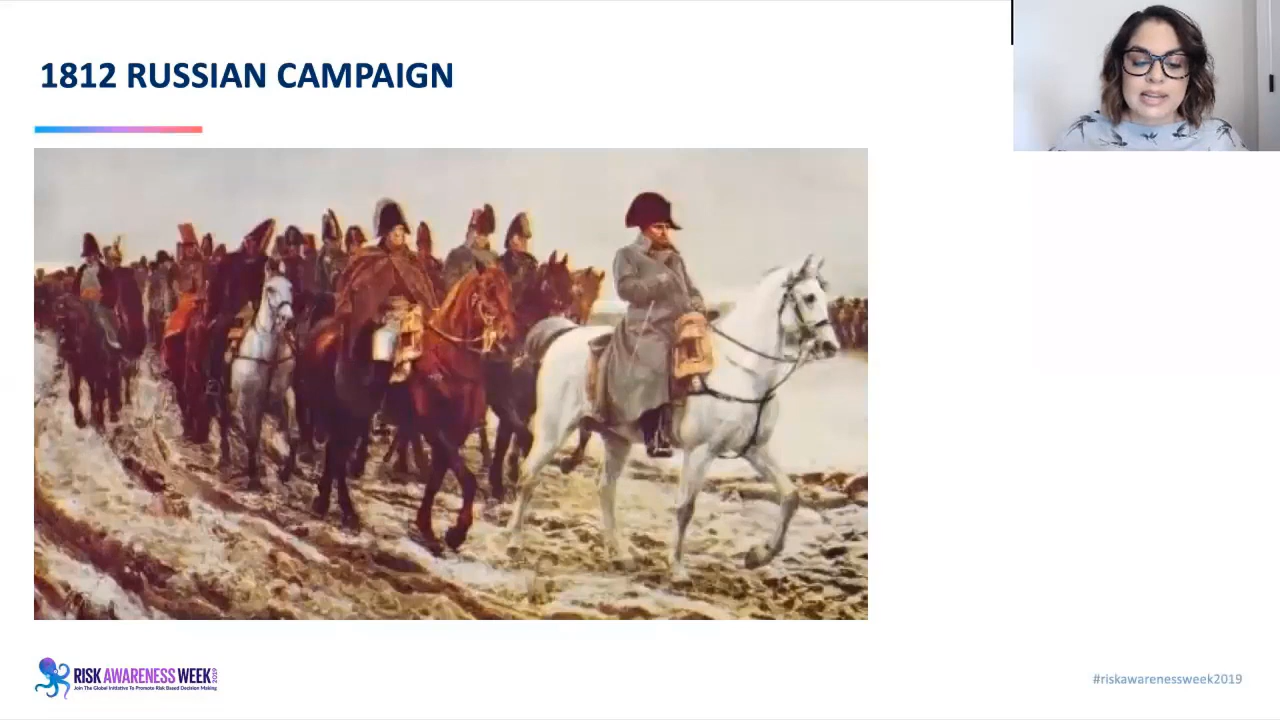 1812 RUSSIAN CAMPAIGN
RISK AWARENESS WEEK 2019
Join The Global Initiative To Promote Risk Based Decision Making
#riskawarenessweek2019